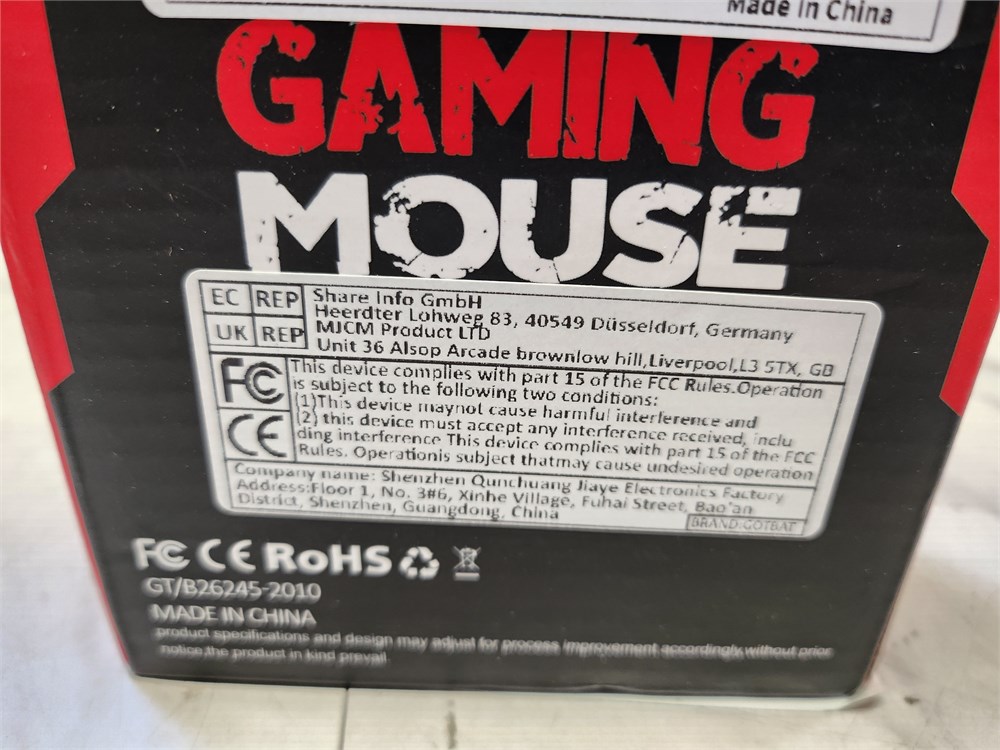 Made in China
GAMING
MOUSE
EC REP Share Info GmbH
Heerdter Lohweg 83, 40549 Düsseldorf, Germany
UK REP MJCM Product LTD
Unit 36 Alsop Arcade brownlow hill,Liverpool,L3 5TX, GB
FC This device complies with part 15 of the FCC Rules.Operation
is subject to the following two conditions:
(1)This device maynot cause harmful interference and
CE (2) this device must accept any interference received, inclu
ding interference This device complies with part 15 of the FCC
Rules. Operationis subject thatmay cause undesired operation
Company name: Shenzhen Qunchuang Jiaye Electronics Factory
Address:Floor 1, No. 3#6, Xinhe Village, Fuhai Street, Bao'an
District, Shenzhen, Guangdong, China
BRAND:GOTBAT
FC CE RoHS
GT/B26245-2010
MADE IN CHINA
product specifications and design may adjust for process improvement accordingly,without prior
notice,the product in kind prevail